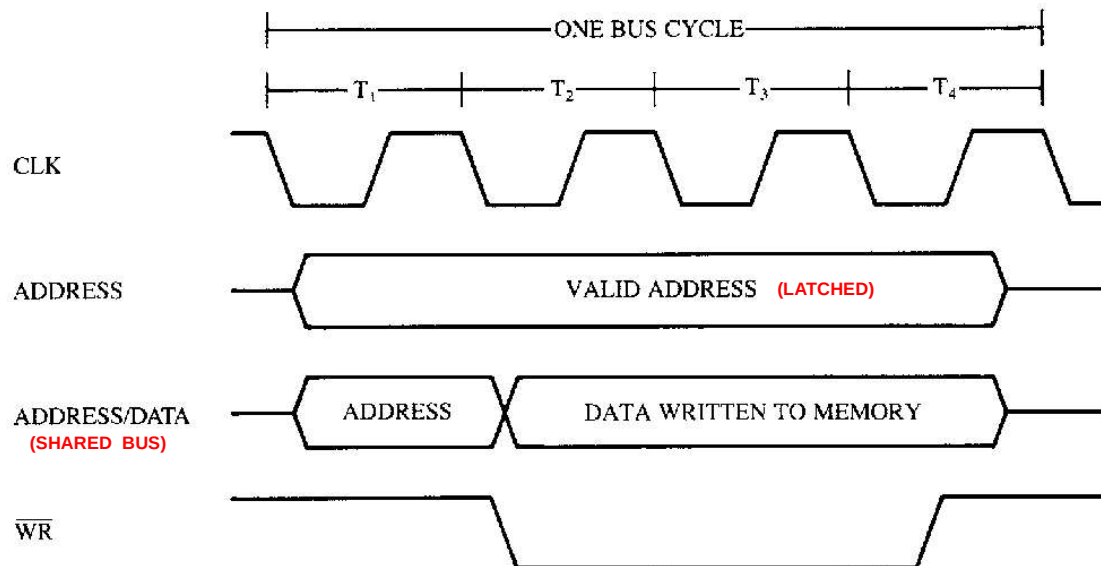 ONE BUS CYCLE
T₁ T₂ T₃ T₄
CLK
ADDRESS VALID ADDRESS (LATCHED)
ADDRESS/DATA ADDRESS DATA WRITTEN TO MEMORY
(SHARED BUS)
W̅R̅